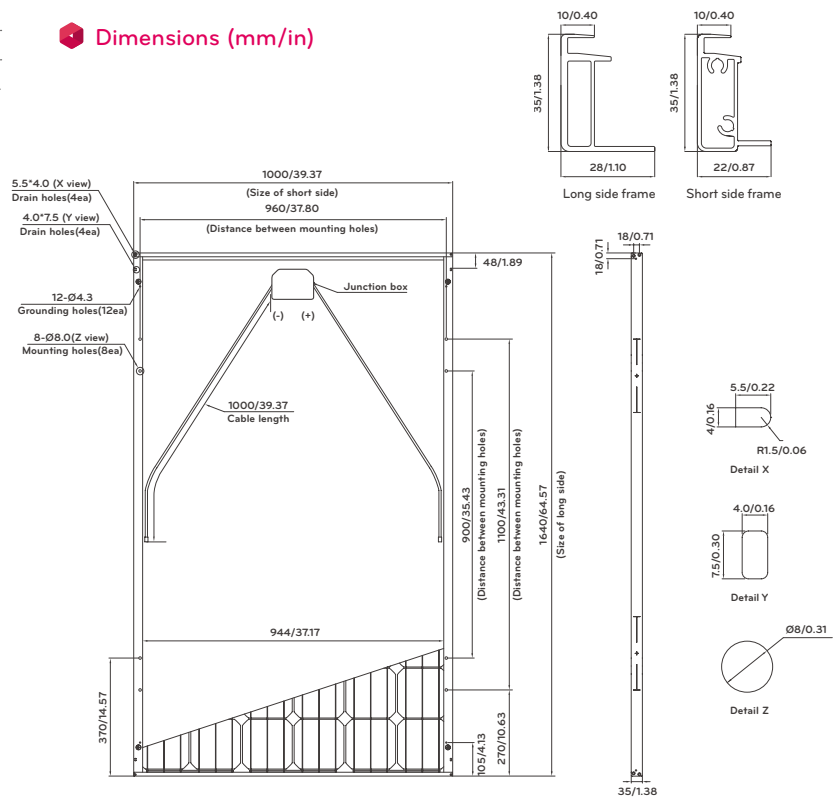 Dimensions (mm/in)
10/0.40
10/0.40
35/1.38
35/1.38
28/1.10
22/0.87
Long side frame
Short side frame
1000/39.37
(Size of short side)
960/37.80
(Distance between mounting holes)
5.5*4.0 (X view)
Drain holes(4ea)
4.0*7.5 (Y view)
Drain holes(4ea)
12-Ø4.3
Grounding holes(12ea)
8-Ø8.0(Z view)
Mounting holes(8ea)
48/1.89
Junction box
(-)
(+)
1000/39.37
Cable length
900/35.43
(Distance between mounting holes)
1100/43.31
(Distance between mounting holes)
1640/64.57
(Size of long side)
944/37.17
370/14.57
105/4.13
270/10.63
18/0.71
18/0.71
35/1.38
5.5/0.22
4/0.16
R1.5/0.06
Detail X
4.0/0.16
7.5/0.30
Detail Y
Ø8/0.31
Detail Z